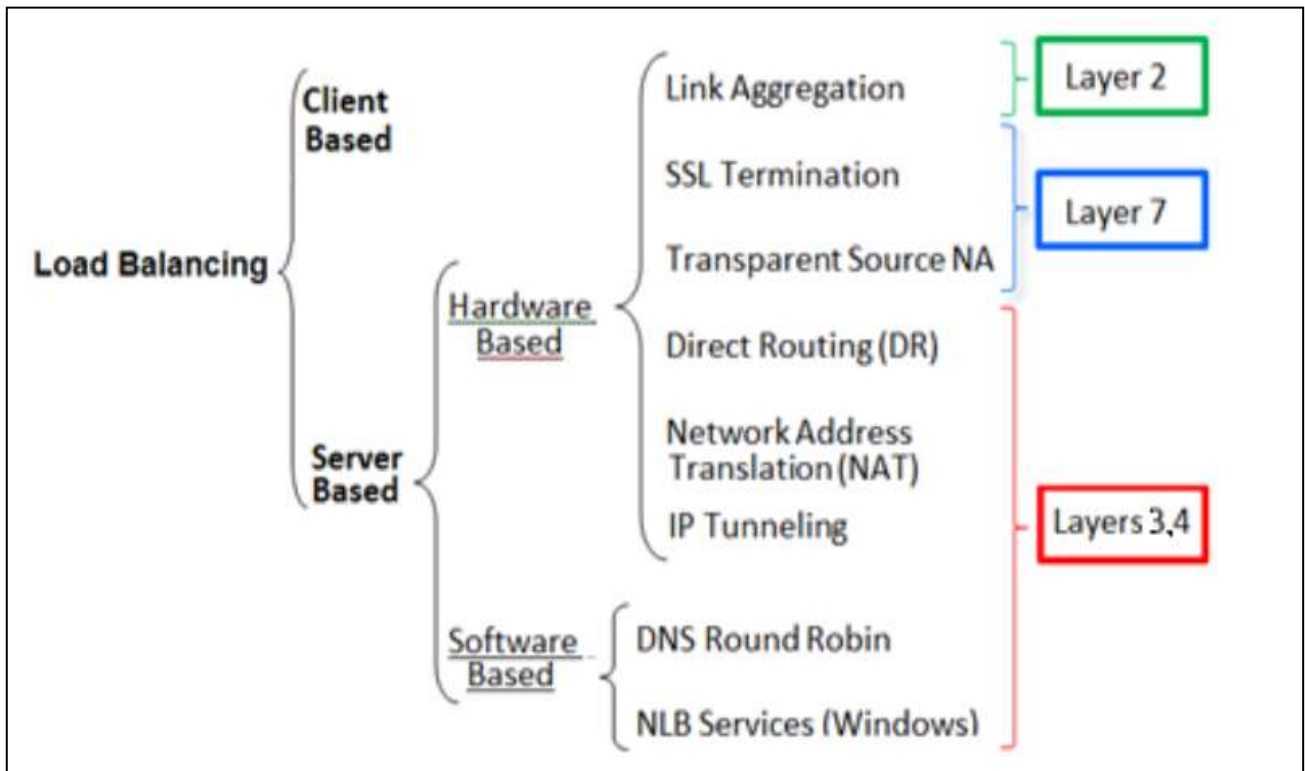 Load Balancing
Client
Based
Server
Based
Hardware
Based
Software
Based
Link Aggregation
SSL Termination
Transparent Source NA
Direct Routing (DR)
Network Address
Translation (NAT)
IP Tunneling
DNS Round Robin
NLB Services (Windows)
Layer 2
Layer 7
Layers 3,4